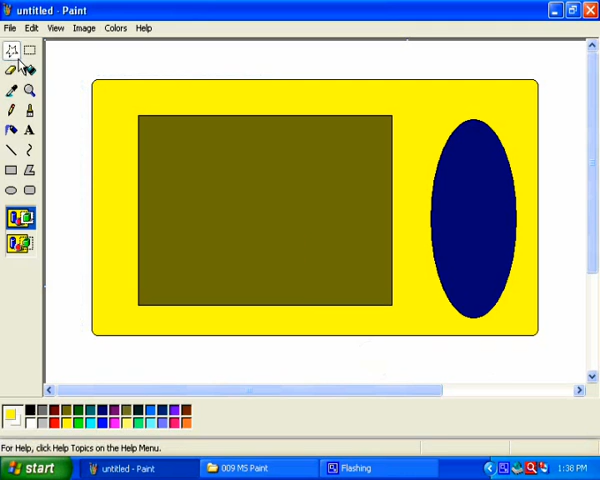 untitled - Paint
File Edit View Image Colors Help
A
For Help, click Help Topics on the Help Menu.
start untitled - Paint 009 MS Paint Flashing 1:38 PM